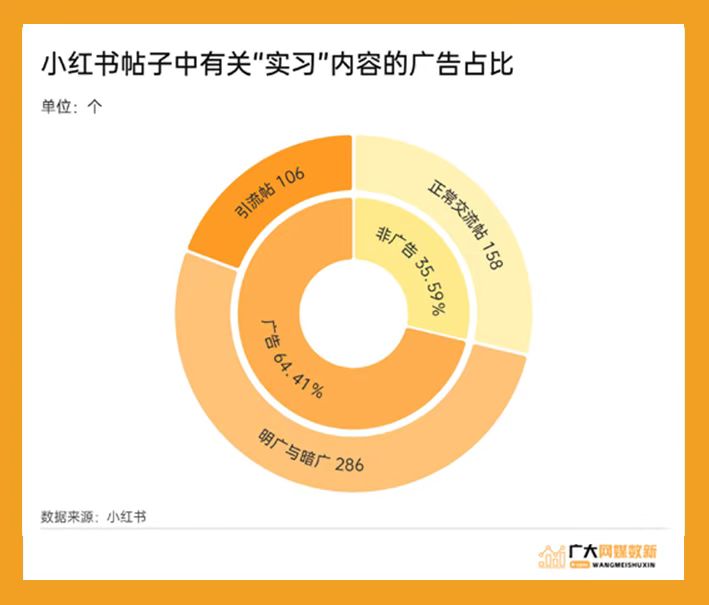 小红书帖子中有关“实习”内容的广告占比
单位：个
引流帖 106
正常交流帖 158
非广告 35.59%
广告 64.41%
明广与暗广 286
数据来源：小红书
广大网媒数新
WANGMEISHUXIN